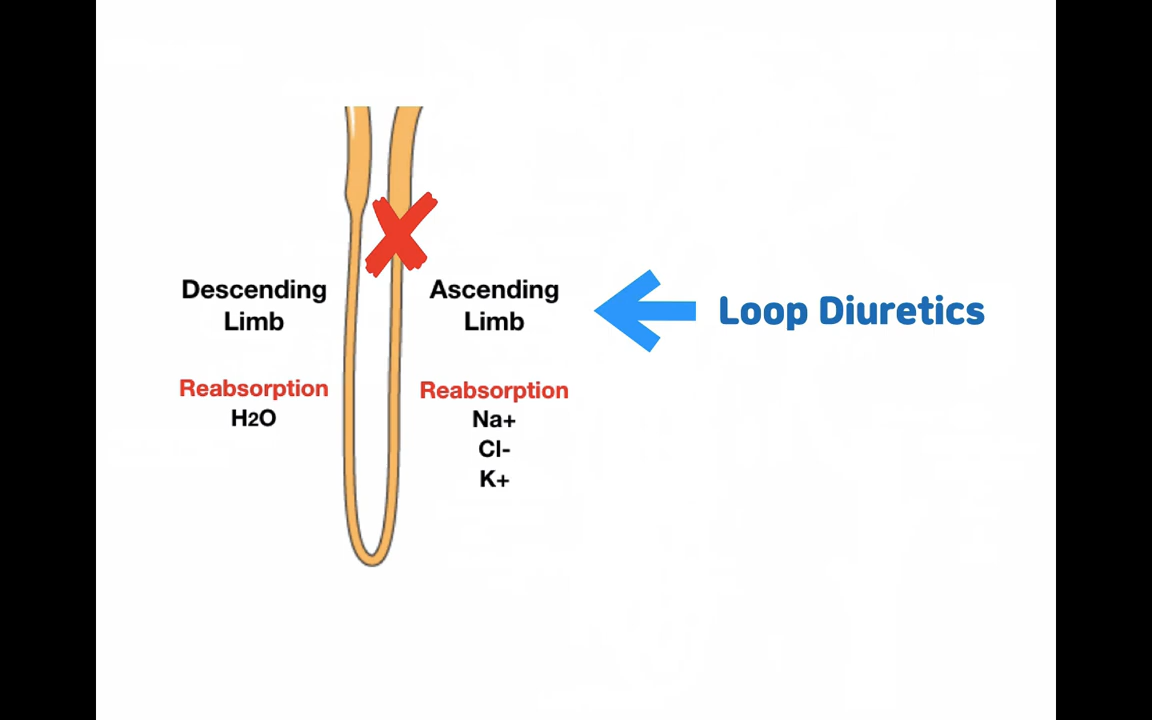 Descending
Limb
Reabsorption
H2O
Ascending
Limb
Reabsorption
Na+
Cl-
K+
Loop Diuretics